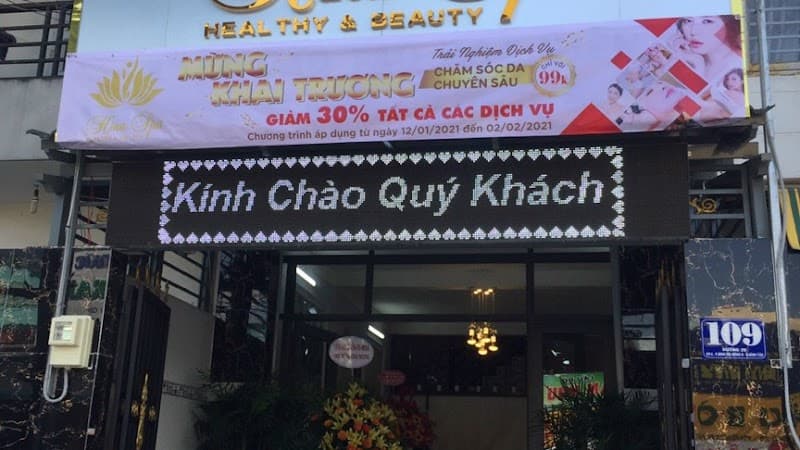 HEALTHY & BEAUTY
MỪNG
KHAI TRƯƠNG
Trải Nghiệm Dịch Vụ
CHĂM SÓC DA
CHUYÊN SÂU
CHỈ VỚI
99k
GIẢM 30% TẤT CẢ CÁC DỊCH VỤ
Chương trình áp dụng từ ngày 12/01/2021 đến 02/02/2021
Kính Chào Quý Khách
109